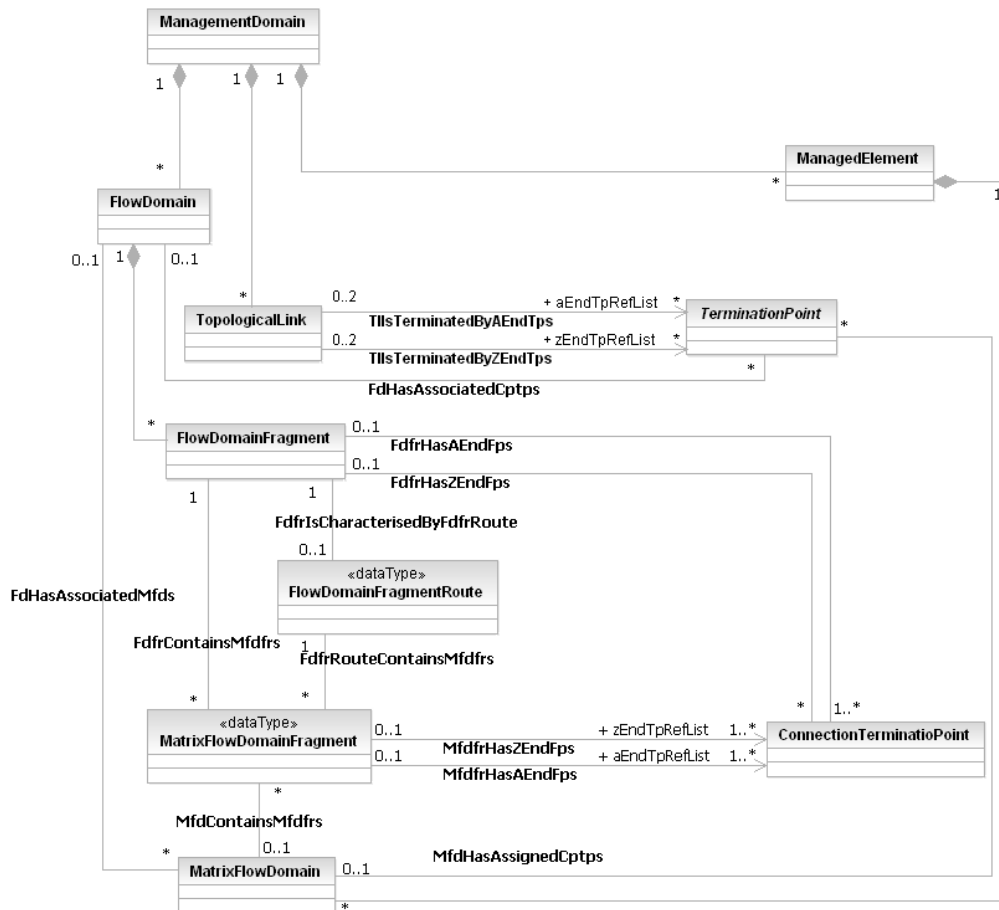 ManagementDomain
1
1
1
ManagedElement
*
*
1
FlowDomain
0..1
1
0..1
*
0..2
+ aEndTpRefList
*
TopologicalLink
TlIsTerminatedByAEndTps
TerminationPoint
*
0..2
+ zEndTpRefList
*
TlIsTerminatedByZEndTps
*
FdHasAssociatedCptps
*
0..1
FlowDomainFragment
FdfrHasAEndFps
0..1
FdfrHasZEndFps
1
1
FdfrIsCharacterisedByFdfrRoute
0..1
«dataType»
FlowDomainFragmentRoute
FdHasAssociatedMfds
FdfrContainsMfdfrs
1
FdfrRouteContainsMfdfrs
*
*
*
1..*
«dataType»
MatrixFlowDomainFragment
0..1
+ zEndTpRefList
1..*
MfdfrHasZEndFps
ConnectionTerminatioPoint
0..1
+ aEndTpRefList
1..*
MfdfrHasAEndFps
*
MfdContainsMfdfrs
*
0..1
MfdHasAssignedCptps
MatrixFlowDomain
0..1
*